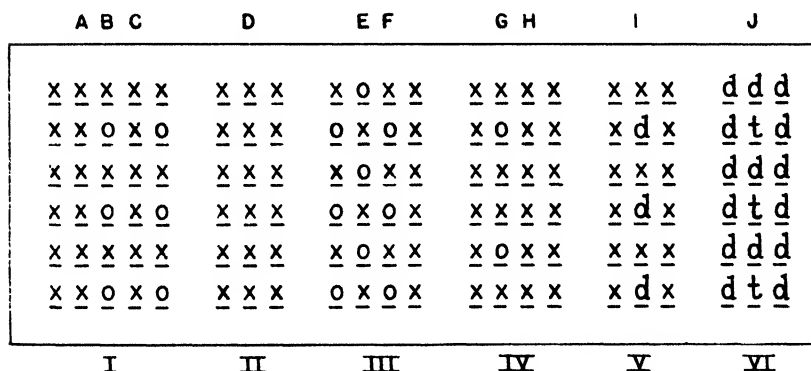 A B C D E F G H I J
x x x x x x x x x o x x x x x x x x x d d d
x x o x o x x x o x o x x o x x x d x d t d
x x x x x x x x x o x x x x x x x x x d d d
x x o x o x x x o x o x x x x x x d x d t d
x x x x x x x x x o x x x o x x x x x d d d
x x o x o x x x o x o x x x x x x d x d t d
I II III IV V VI